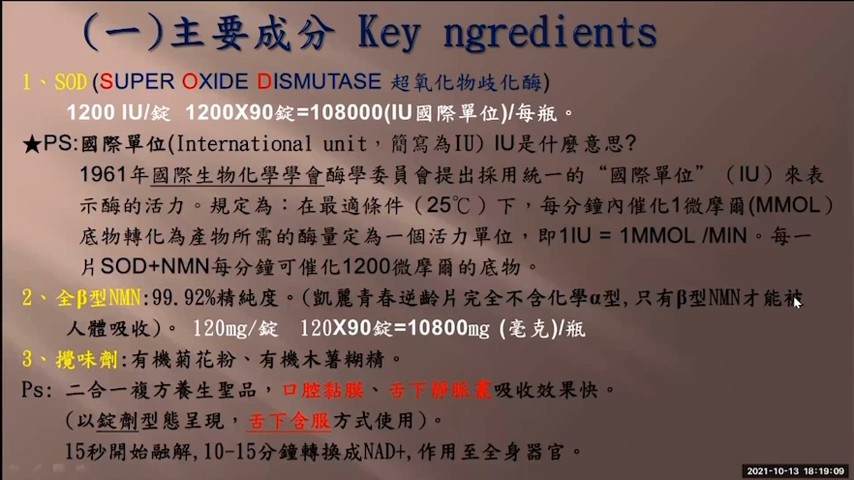 (一)主要成分 Key ngredients
1、SOD (SUPER OXIDE DISMUTASE 超氧化物歧化酶)
1200 IU/錠 1200X90錠=108000(IU國際單位)/每瓶。
★PS:國際單位(International unit，簡寫為IU) IU是什麼意思?
1961年國際生物化學學會酶學委員會提出採用統一的“國際單位”（IU）來表
示酶的活力。規定為：在最適條件（25℃）下，每分鐘內催化1微摩爾(MMOL）
底物轉化為產物所需的酶量定為一個活力單位，即1IU = 1MMOL /MIN。每一
片SOD+NMN每分鐘可催化1200微摩爾的底物。
2、全β型NMN:99.92%精純度。(凱麗青春逆齡片完全不含化學α型,只有β型NMN才能被
人體吸收)。 120mg/錠 120X90錠=10800mg (毫克)/瓶
3、攪味劑:有機菊花粉、有機木薯糊精。
Ps: 二合一複方養生聖品，口腔黏膜、舌下靜脈叢吸收效果快。
(以錠劑型態呈現，舌下含服方式使用)。
15秒開始融解,10-15分鐘轉換成NAD+,作用至全身器官。
2021-10-13 18:19:09